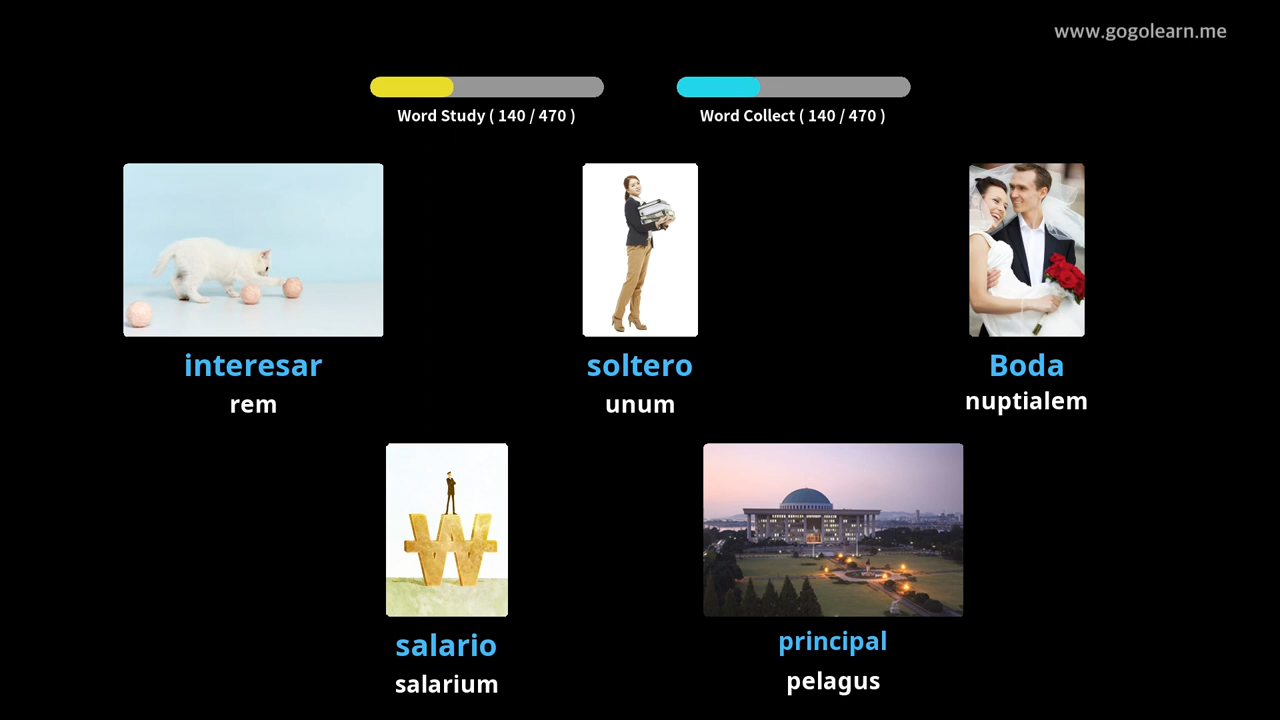 www.gogolearn.me
Word Study ( 140 / 470 )
Word Collect ( 140 / 470 )
interesar
rem
soltero
unum
Boda
nuptialem
salario
salarium
principal
pelagus